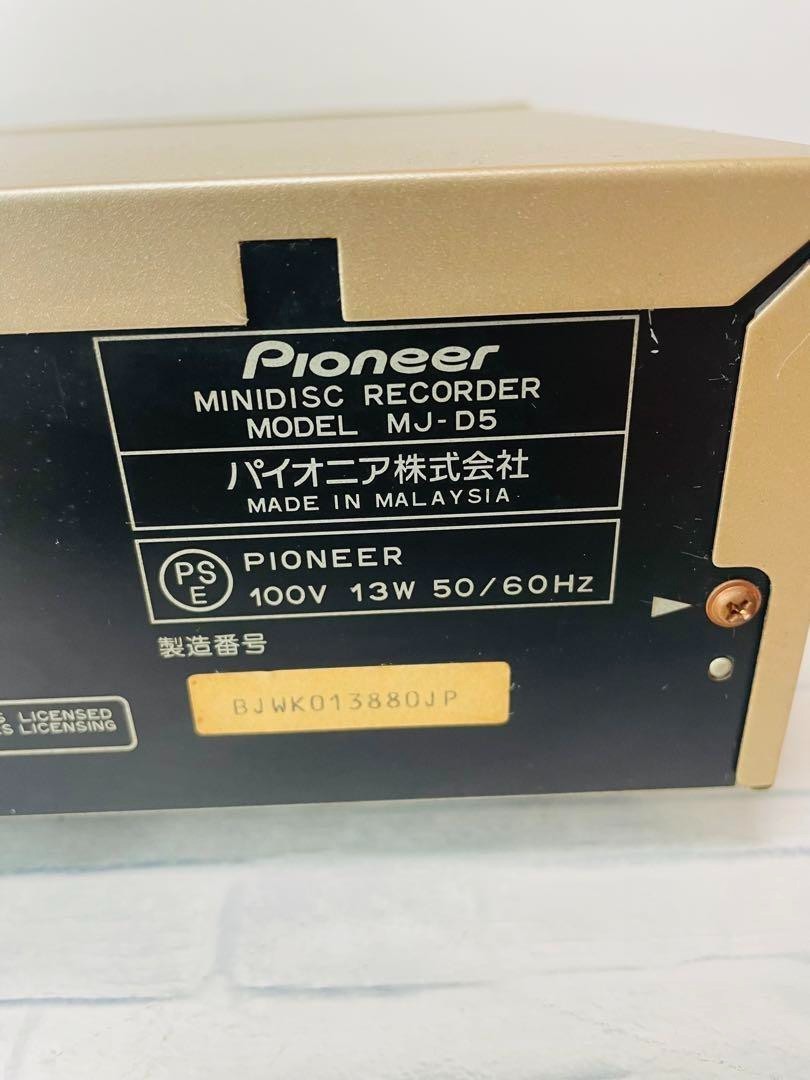 Pioneer
MINIDISC RECORDER
MODEL MJ-D5
パイオニア株式会社
MADE IN MALAYSIA
PS
E
PIONEER
100V 13W 50/60Hz
製造番号
BJWK013880JP
LICENSED
LICENSING